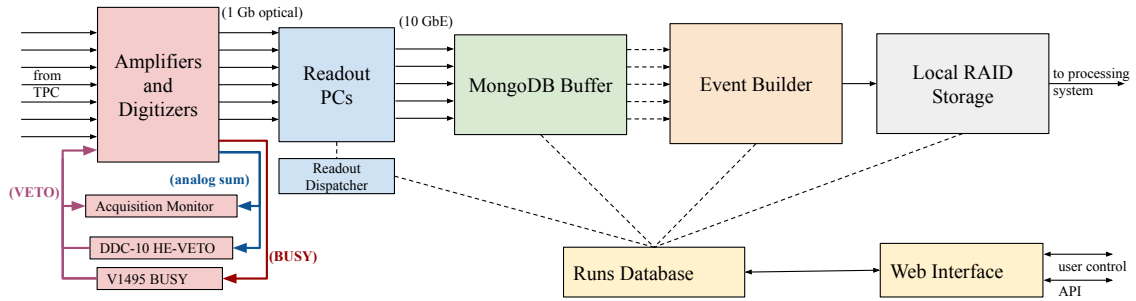 (1 Gb optical)
(10 GbE)
from
TPC
Amplifiers
and
Digitizers
Readout
PCs
MongoDB Buffer
Event Builder
Local RAID
Storage
to processing
system
Readout
Dispatcher
(VETO)
(analog sum)
Acquisition Monitor
DDC-10 HE-VETO
(BUSY)
V1495 BUSY
Runs Database
Web Interface
user control
API